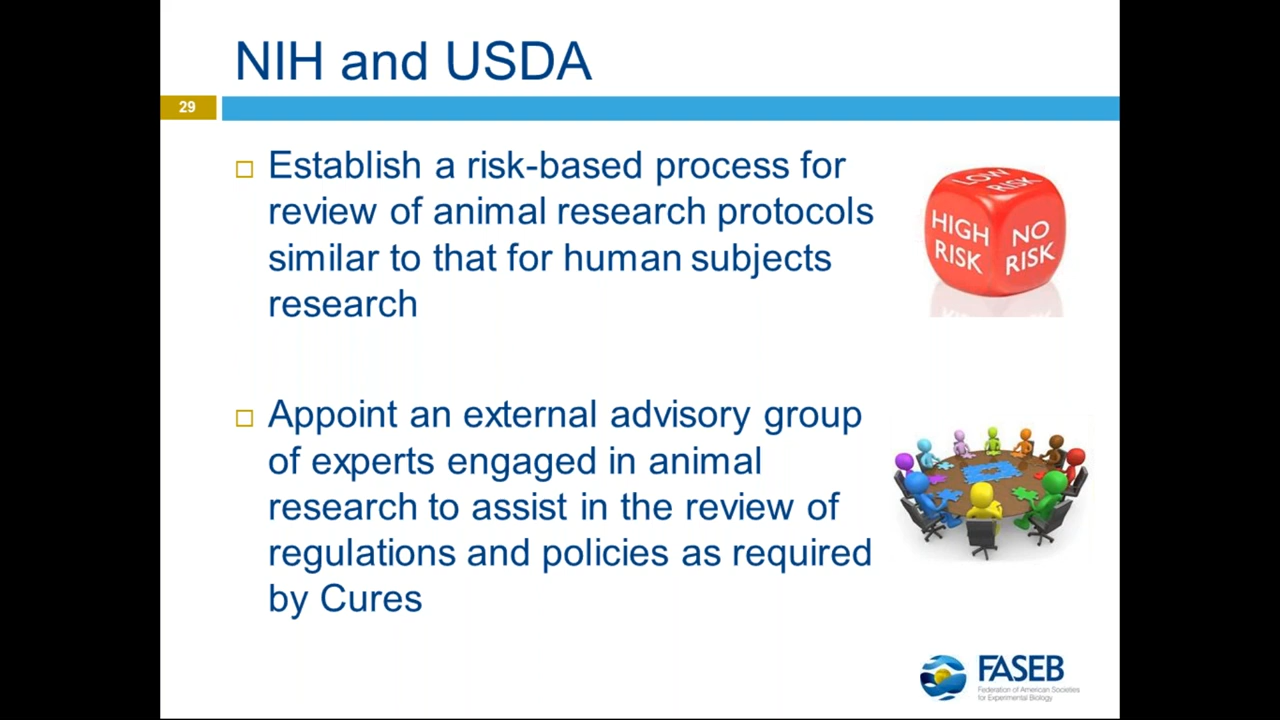 NIH and USDA
29
Establish a risk-based process for
review of animal research protocols
similar to that for human subjects
research
LOW
RISK
HIGH
RISK
NO
RISK
Appoint an external advisory group
of experts engaged in animal
research to assist in the review of
regulations and policies as required
by Cures
FASEB
Federation of American Societies
for Experimental Biology